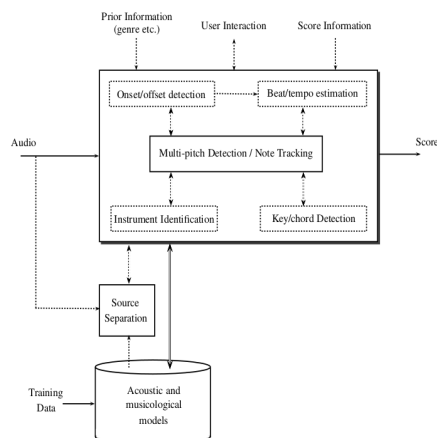 Prior Information
(genre etc.)
User Interaction
Score Information
Onset/offset detection
Beat/tempo estimation
Audio
Multi-pitch Detection / Note Tracking
Score
Instrument Identification
Key/chord Detection
Source
Separation
Training
Data
Acoustic and
musicological
models